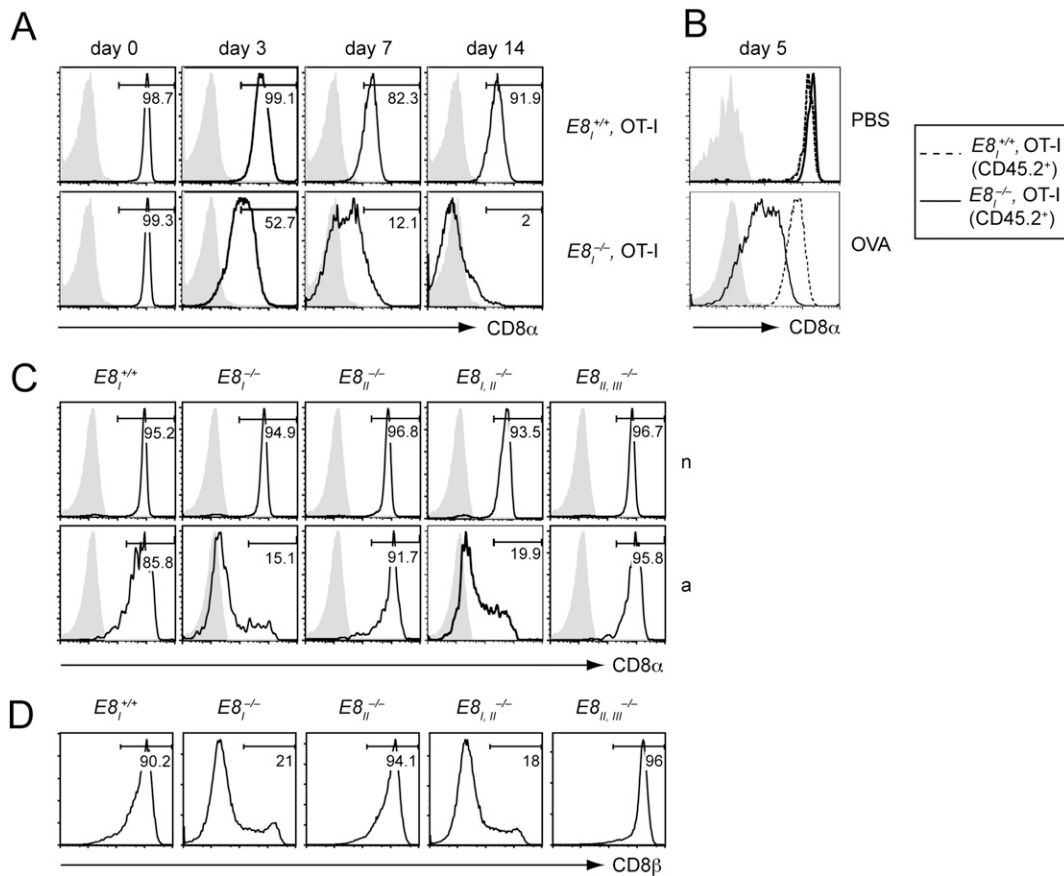 A
day 0 day 3 day 7 day 14
98.7 99.1 82.3 91.9
E8I+/+, OT-I
99.3 52.7 12.1 2
E8I−/−, OT-I
CD8α
B
day 5
PBS
OVA
CD8α
E8I+/+, OT-I
(CD45.2+)
E8I−/−, OT-I
(CD45.2+)
C
E8I+/+ E8I−/− E8II−/− E8I, II−/− E8II, III−/−
95.2 94.9 96.8 93.5 96.7
n
85.8 15.1 91.7 19.9 95.8
a
CD8α
D
E8I+/+ E8I−/− E8II−/− E8I, II−/− E8II, III−/−
90.2 21 94.1 18 96
CD8β